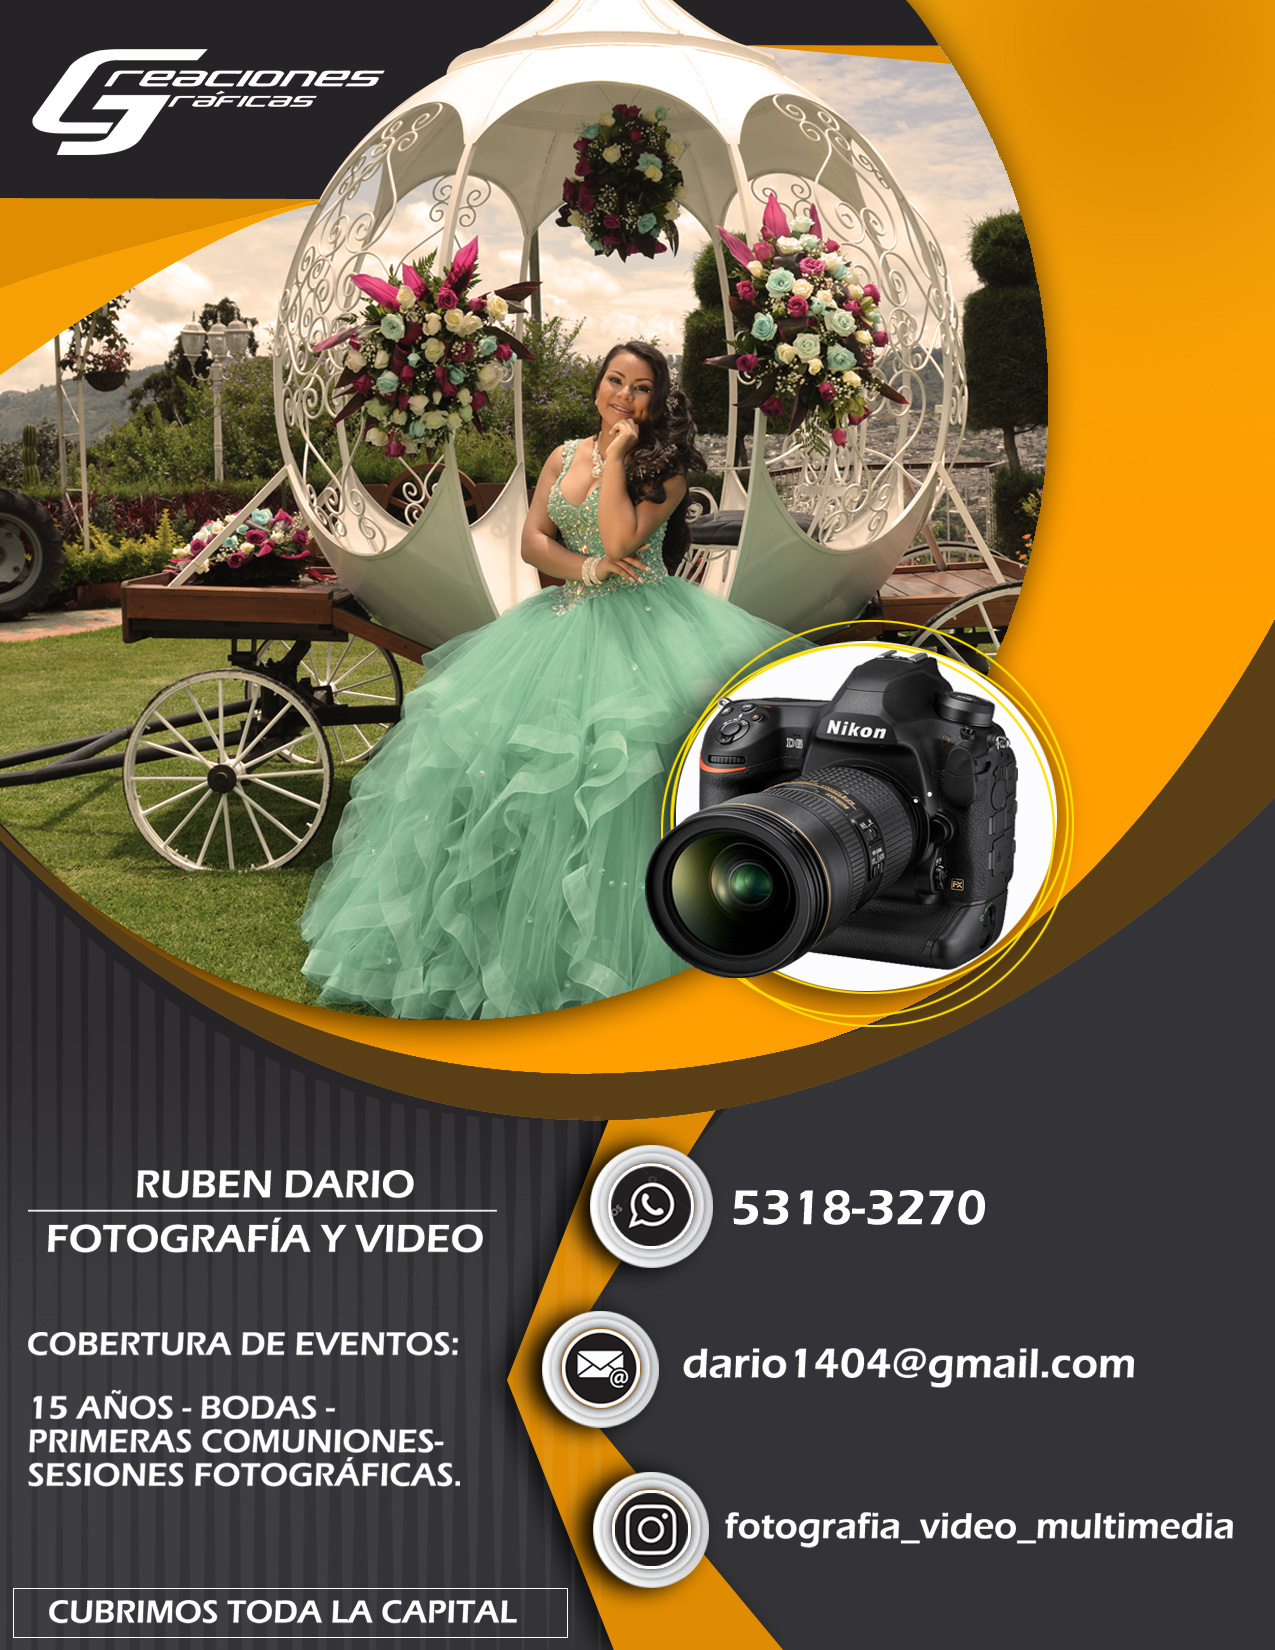 Creaciones
Gráficas
Nikon
D6
FX
RUBEN DARIO
FOTOGRAFÍA Y VIDEO
5318-3270
COBERTURA DE EVENTOS:
dario1404@gmail.com
15 AÑOS - BODAS -
PRIMERAS COMUNIONES-
SESIONES FOTOGRÁFICAS.
fotografia_video_multimedia
CUBRIMOS TODA LA CAPITAL